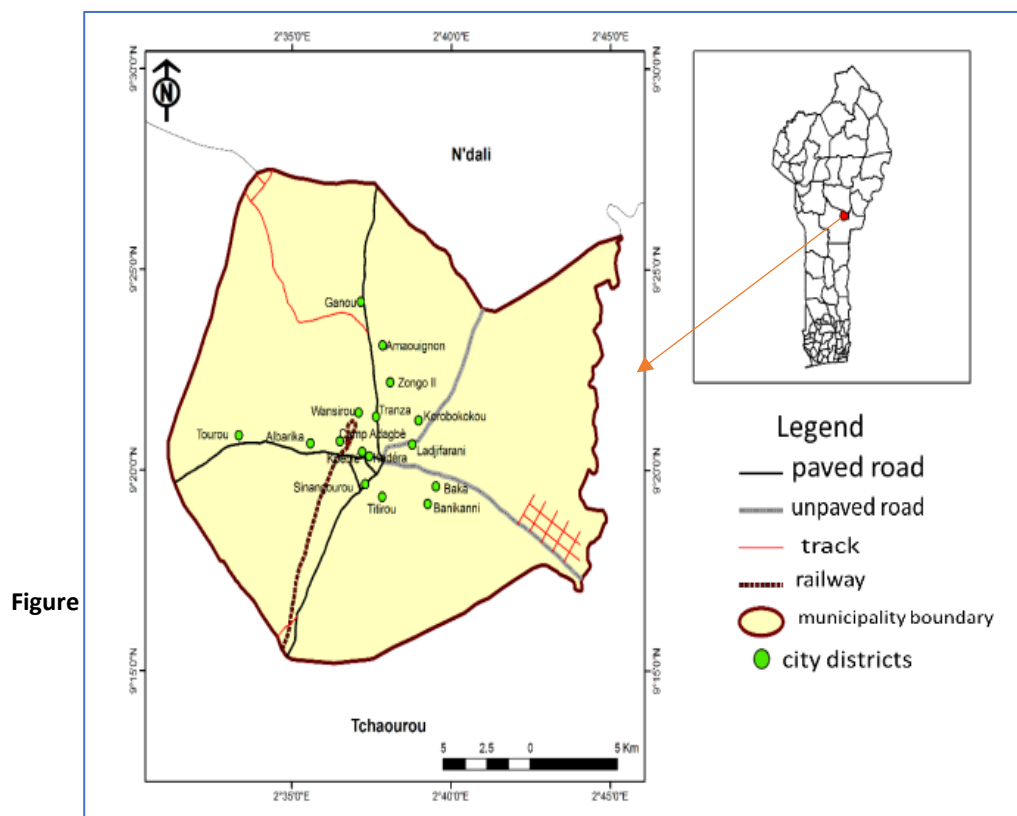 2°35'0"E 2°40'0"E 2°45'0"E
9°30'0"N 9°30'0"N
N
N'dali
9°25'0"N 9°25'0"N
Ganou
Amaouignon
Zongo II
Wansirou
Tranza
Korobokokou
Tourou
Albarika
Camp Adagbè
Ladjifarani
9°20'0"N 9°20'0"N
Sinangourou
Baka
Titirou
Banikanni
9°15'0"N 9°15'0"N
Tchaourou
5 2.5 0 5 Km
2°35'0"E 2°40'0"E 2°45'0"E
Legend
paved road
unpaved road
track
railway
municipality boundary
city districts
Figure